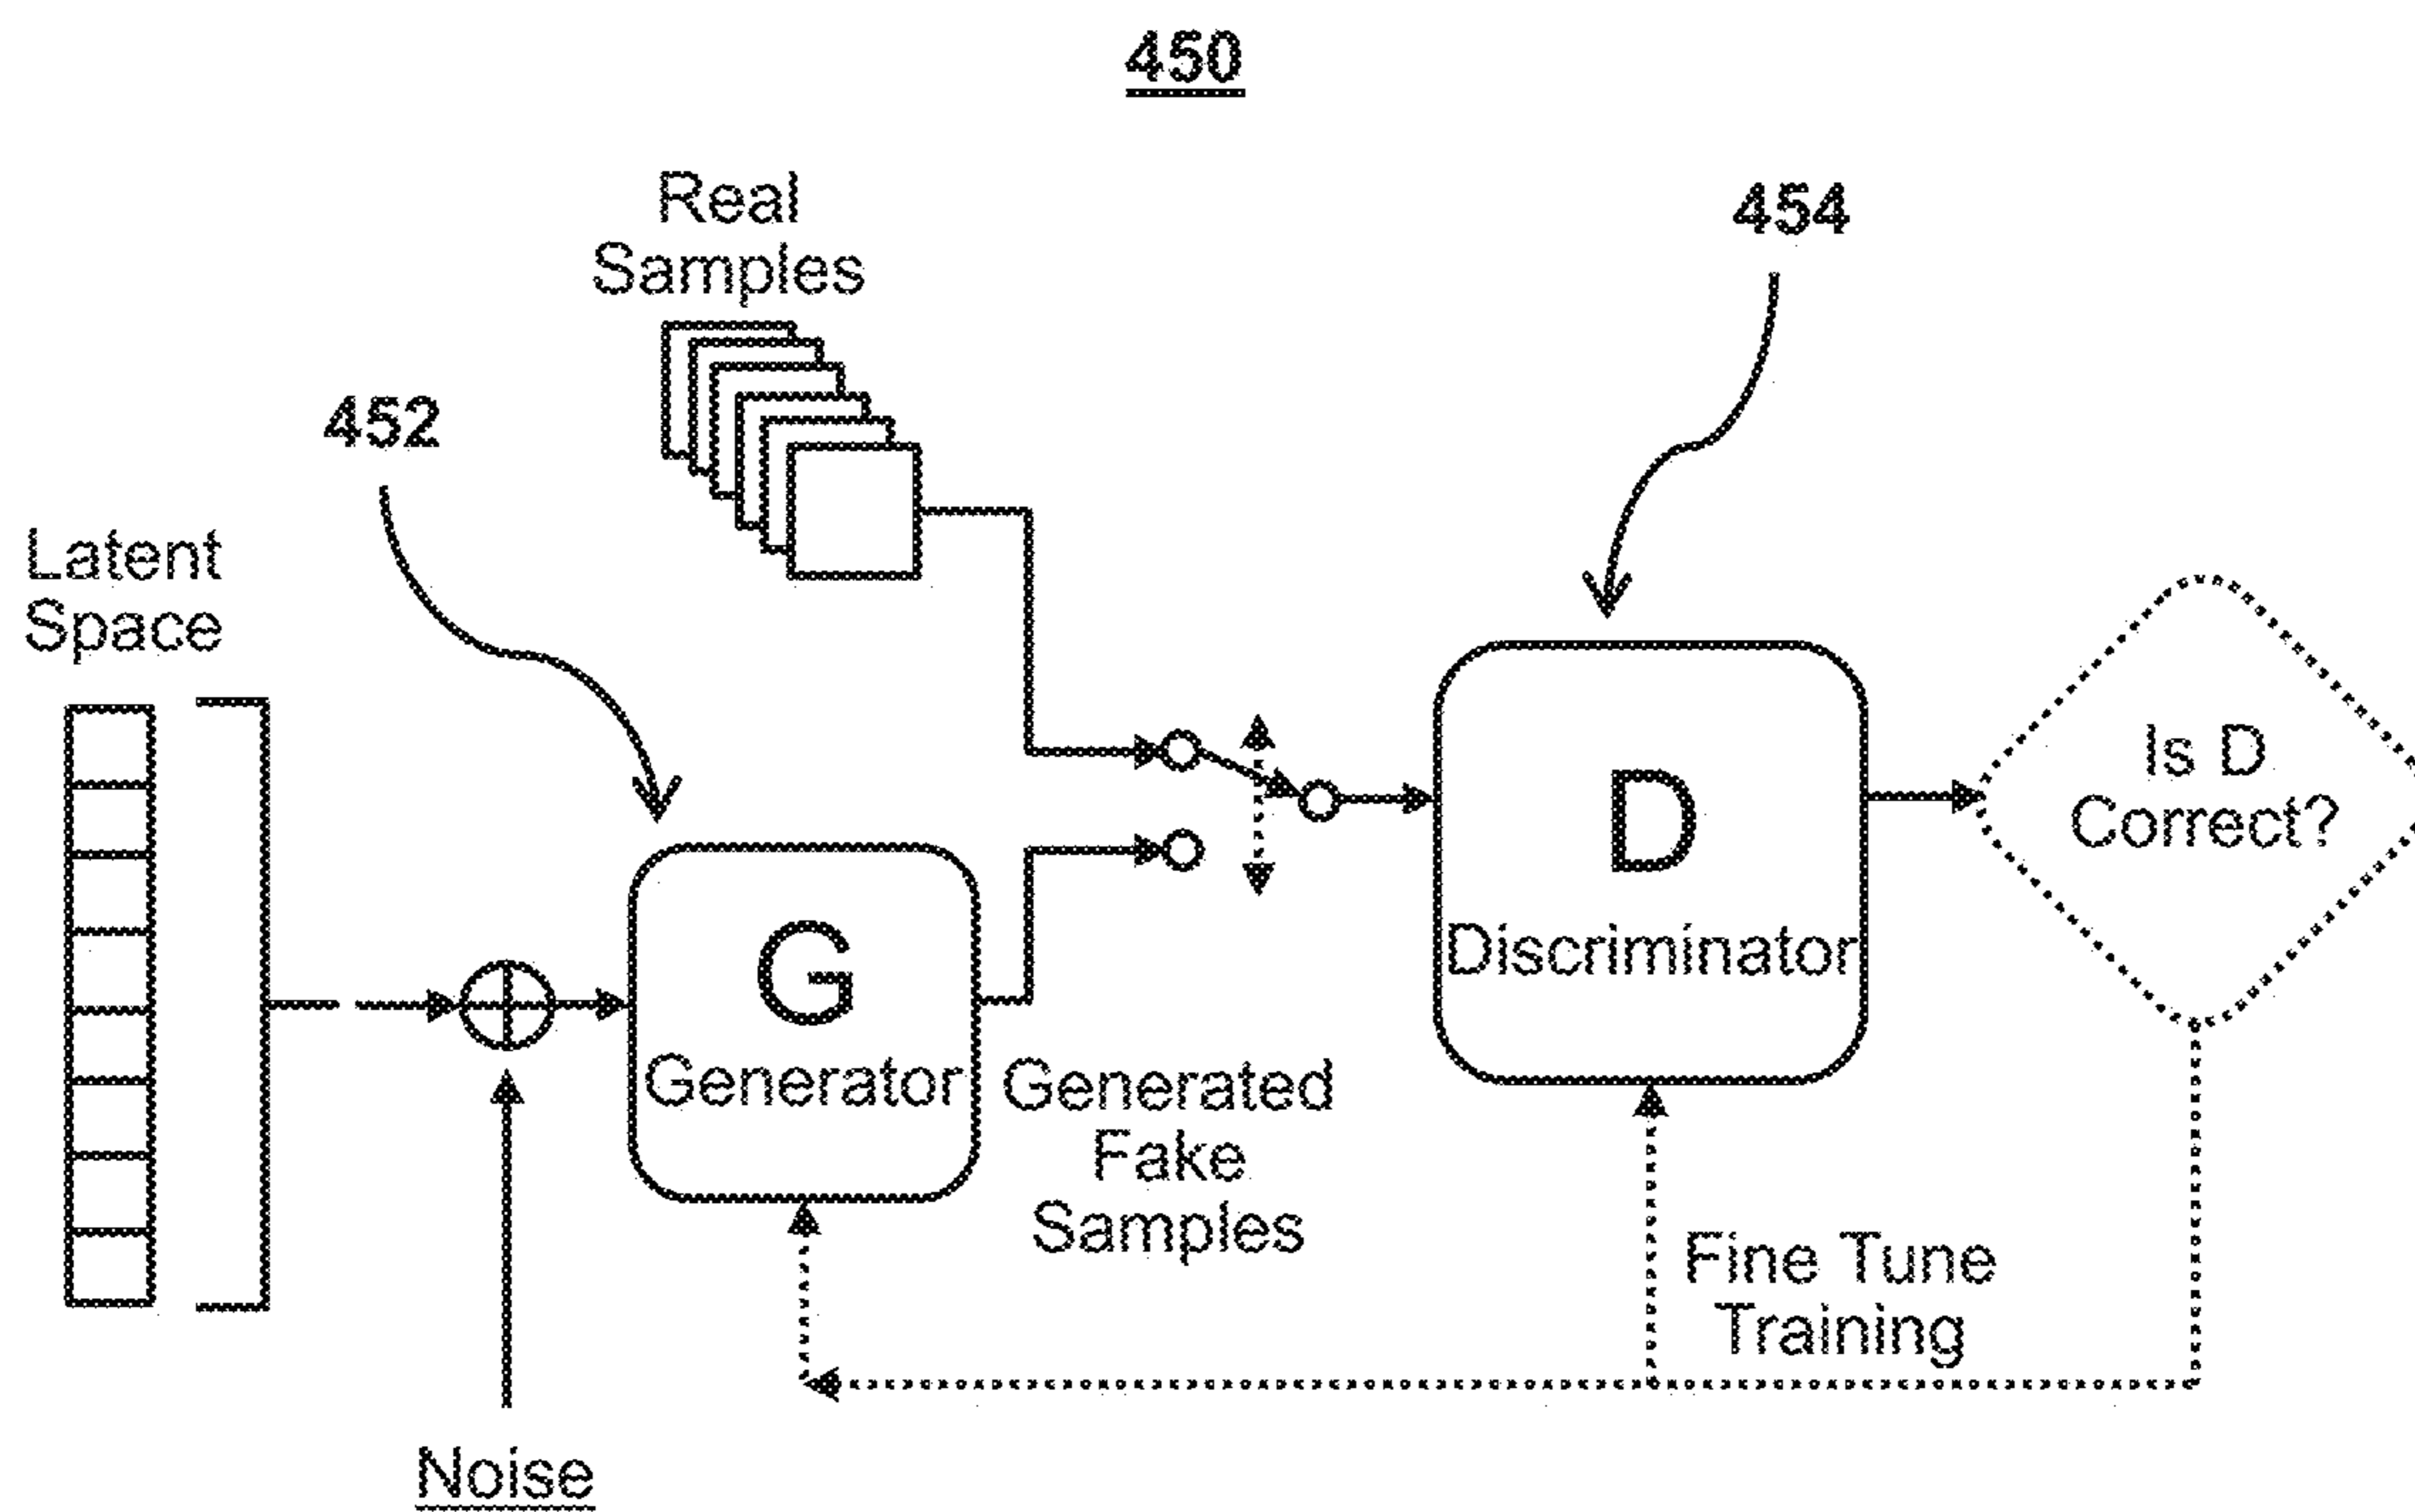 450
Real
Samples
454
452
Latent
Space
Is D
Correct?
D
Discriminator
G
Generator
Generated
Fake
Samples
Fine Tune
Training
Noise